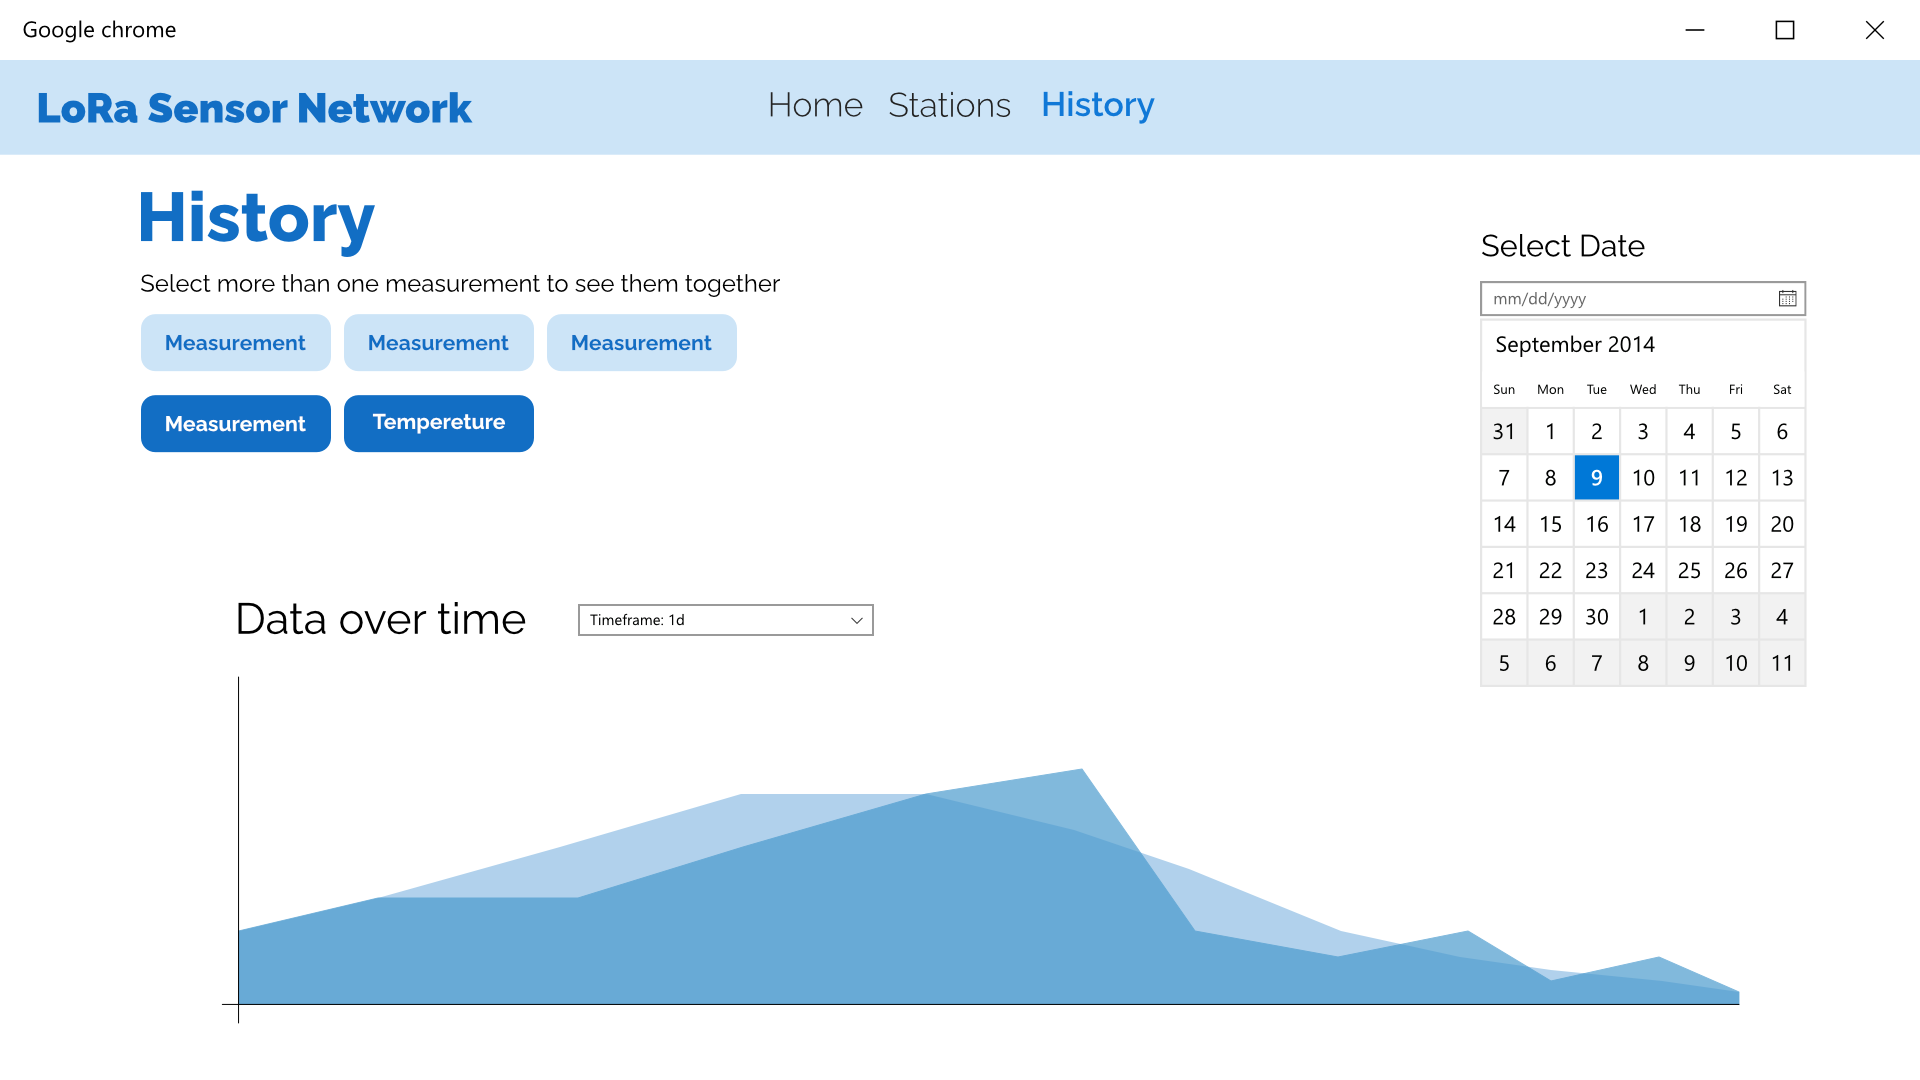 Google chrome
LoRa Sensor Network
Home Stations History
History
Select more than one measurement to see them together
Measurement Measurement Measurement
Measurement Tempereture
Select Date
mm/dd/yyyy
September 2014
Sun Mon Tue Wed Thu Fri Sat
31 1 2 3 4 5 6
7 8 9 10 11 12 13
14 15 16 17 18 19 20
21 22 23 24 25 26 27
28 29 30 1 2 3 4
5 6 7 8 9 10 11
Data over time
Timeframe: 1d